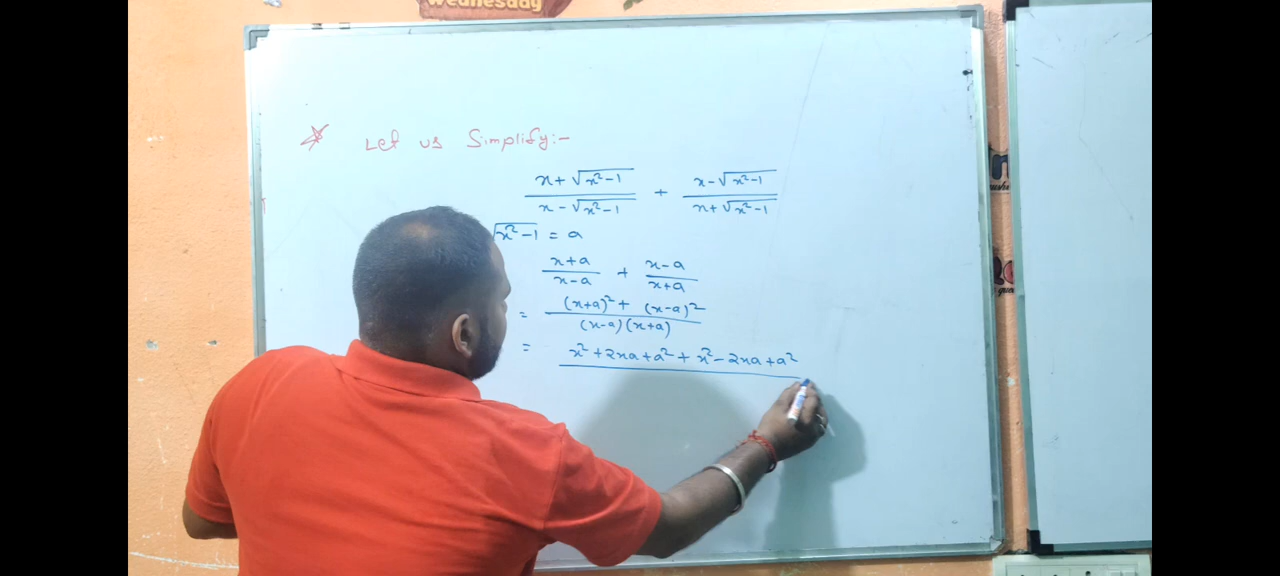 Wednesday
* Let us Simplify:-
x + √x²-1 / x - √x²-1 + x - √x²-1 / x + √x²-1
√x²-1 = a
x+a / x-a + x-a / x+a
= (x+a)² + (x-a)² / (x-a) (x+a)
= x² + 2xa + a² + x² - 2xa + a²